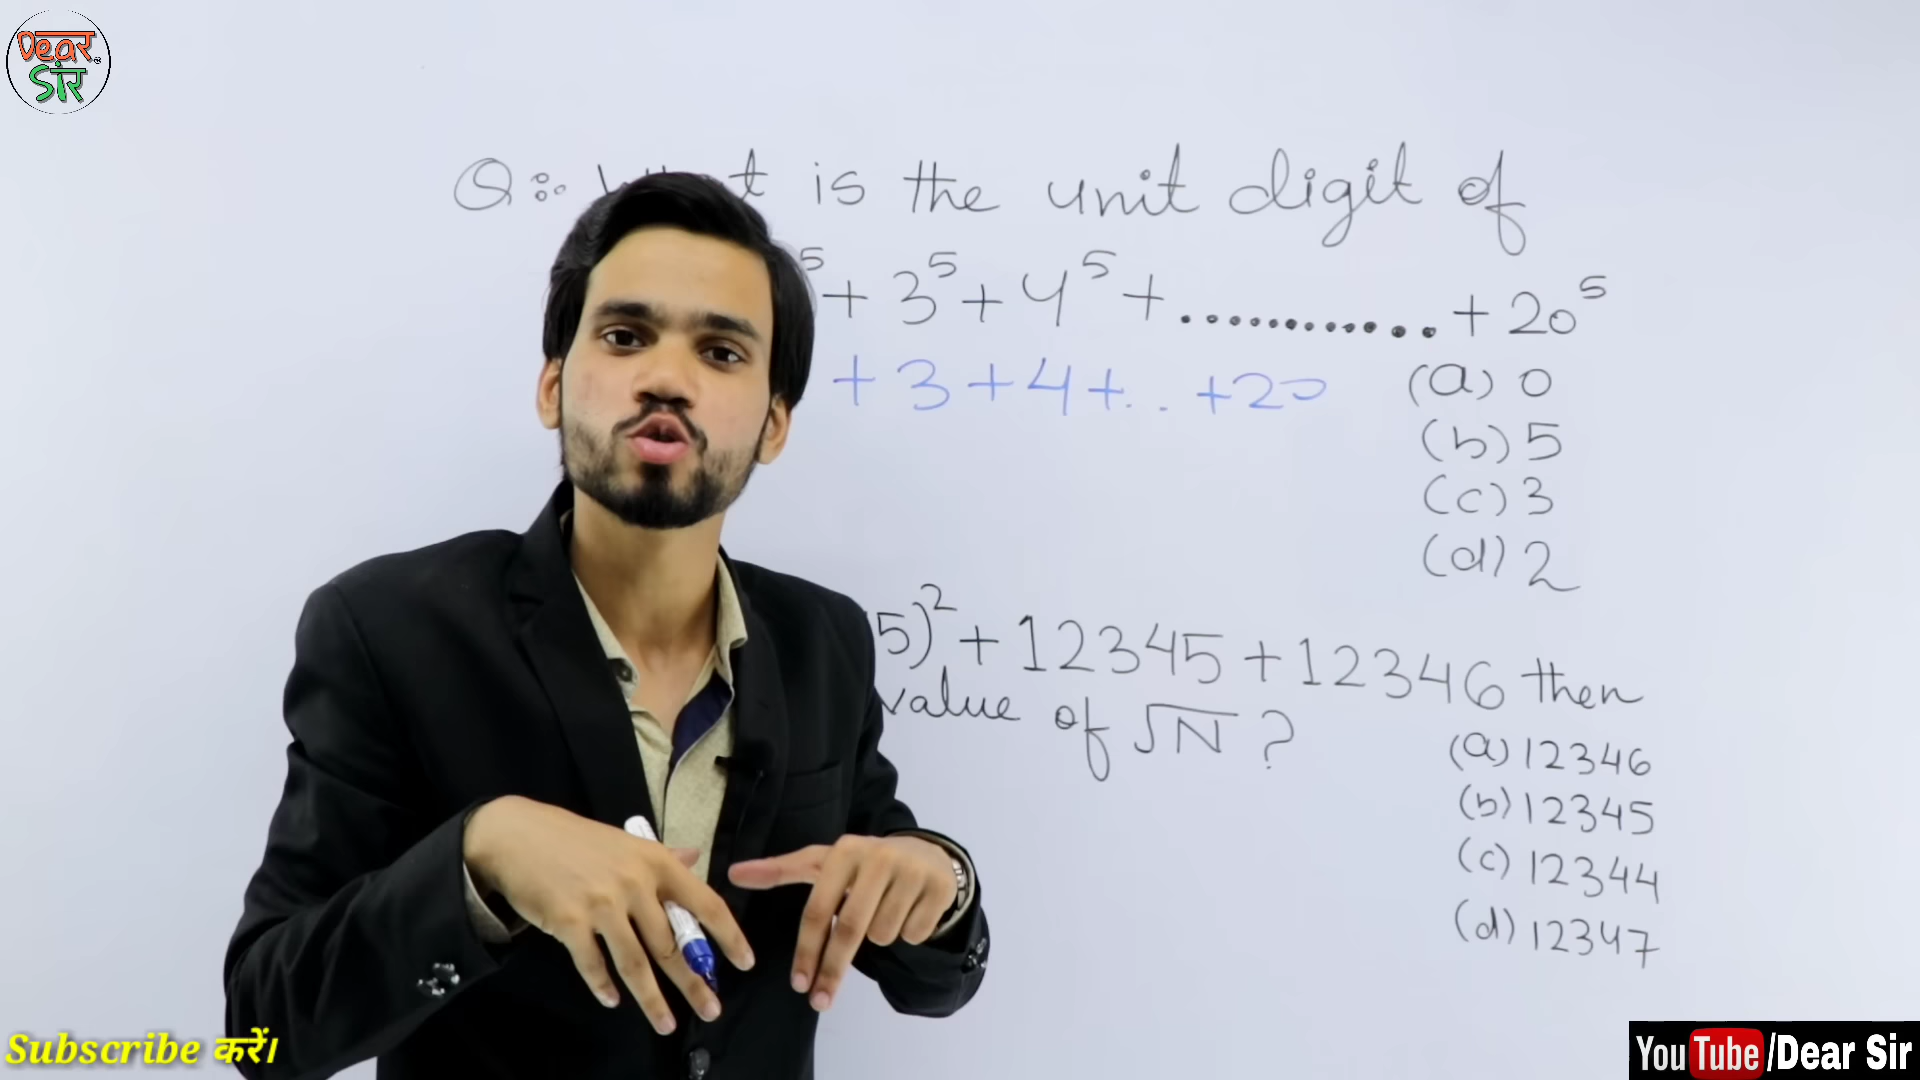 Dear
Sir
Q:- is the unit digit of
5 + 3⁵ + 4⁵ + ............ + 20⁵
+ 3 + 4 + .. + 20
(a) 0
(b) 5
(c) 3
(d) 2
5)² + 12345 + 12346 then
value of √N ?
(a) 12346
(b) 12345
(c) 12344
(d) 12347
Subscribe करें।
YouTube/Dear Sir